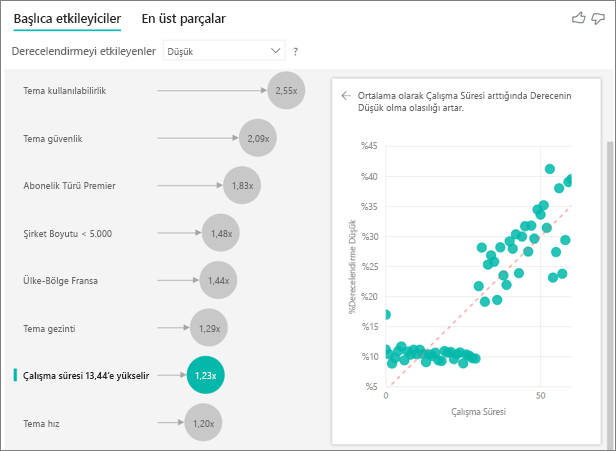 Başlıca etkileyiciler
En üst parçalar
Derecelendirmeyi etkileyenler
Düşük
?
Tema kullanılabilirlik
2,55x
Tema güvenlik
2,09x
Abonelik Türü Premier
1,83x
Şirket Boyutu < 5.000
1,48x
Ülke-Bölge Fransa
1,44x
Tema gezinti
1,29x
Çalışma süresi 13,44'e yükselir
1,23x
Tema hız
1,20x
Ortalama olarak Çalışma Süresi arttığında Derecenin
Düşük olma olasılığı artar.
%45
%40
%35
%30
%25
%20
%15
%10
%5
%Derecelendirme Düşük
0
50
Çalışma Süresi